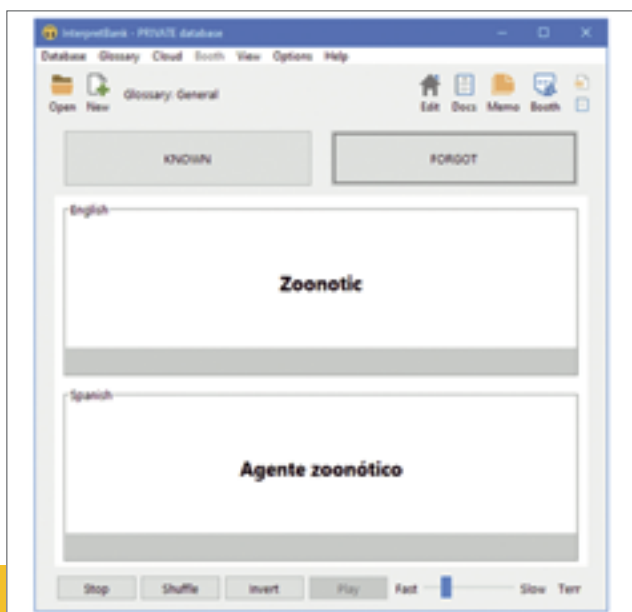 InterpretBank - PRIVATE database
Database Glossary Cloud Booth View Options Help
Open New Glossary: General Edit Docs Memo Booth
KNOWN FORGOT
English
Zoonotic
Spanish
Agente zoonótico
Stop Shuffle Invert Play Fast Slow Terr